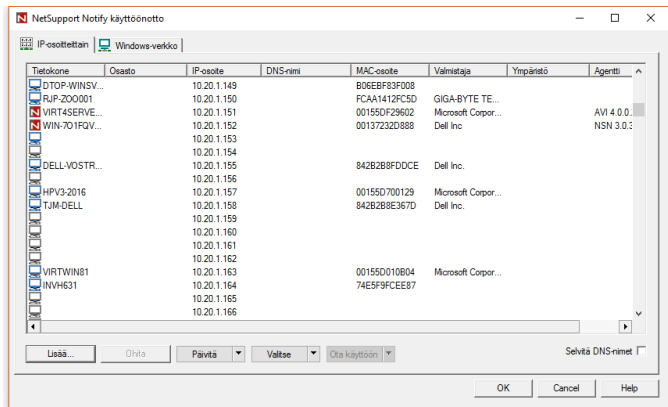 NetSupport Notify käyttöönotto
IP-osoitteittain Windows-verkko
Tietokone Osasto IP-osoite DNS-nimi MAC-osoite Valmistaja Ympäristö Agentti
DTOP-WINSV... 10.20.1.149 B06EBF83F008
RJP-ZOO001 10.20.1.150 FCAA1412FC5D GIGA-BYTE TE...
VIRT4SERVE... 10.20.1.151 00155DF29602 Microsoft Corpor... AVI 4.0.0.
WIN-7O1FQV... 10.20.1.152 00137232D888 Dell Inc NSN 3.0.3
10.20.1.153
10.20.1.154
DELL-VOSTR... 10.20.1.155 842B2B8FDDCE Dell Inc.
10.20.1.156
HPV3-2016 10.20.1.157 00155D700129 Microsoft Corpor...
TJM-DELL 10.20.1.158 842B2B8E367D Dell Inc.
10.20.1.159
10.20.1.160
10.20.1.161
10.20.1.162
VIRTWIN81 10.20.1.163 00155D010B04 Microsoft Corpor...
INVH631 10.20.1.164 74E5F9FCEE87
10.20.1.165
10.20.1.166
Lisää... Ohita Päivitä Valitse Ota käyttöön Selvitä DNS-nimet
OK Cancel Help